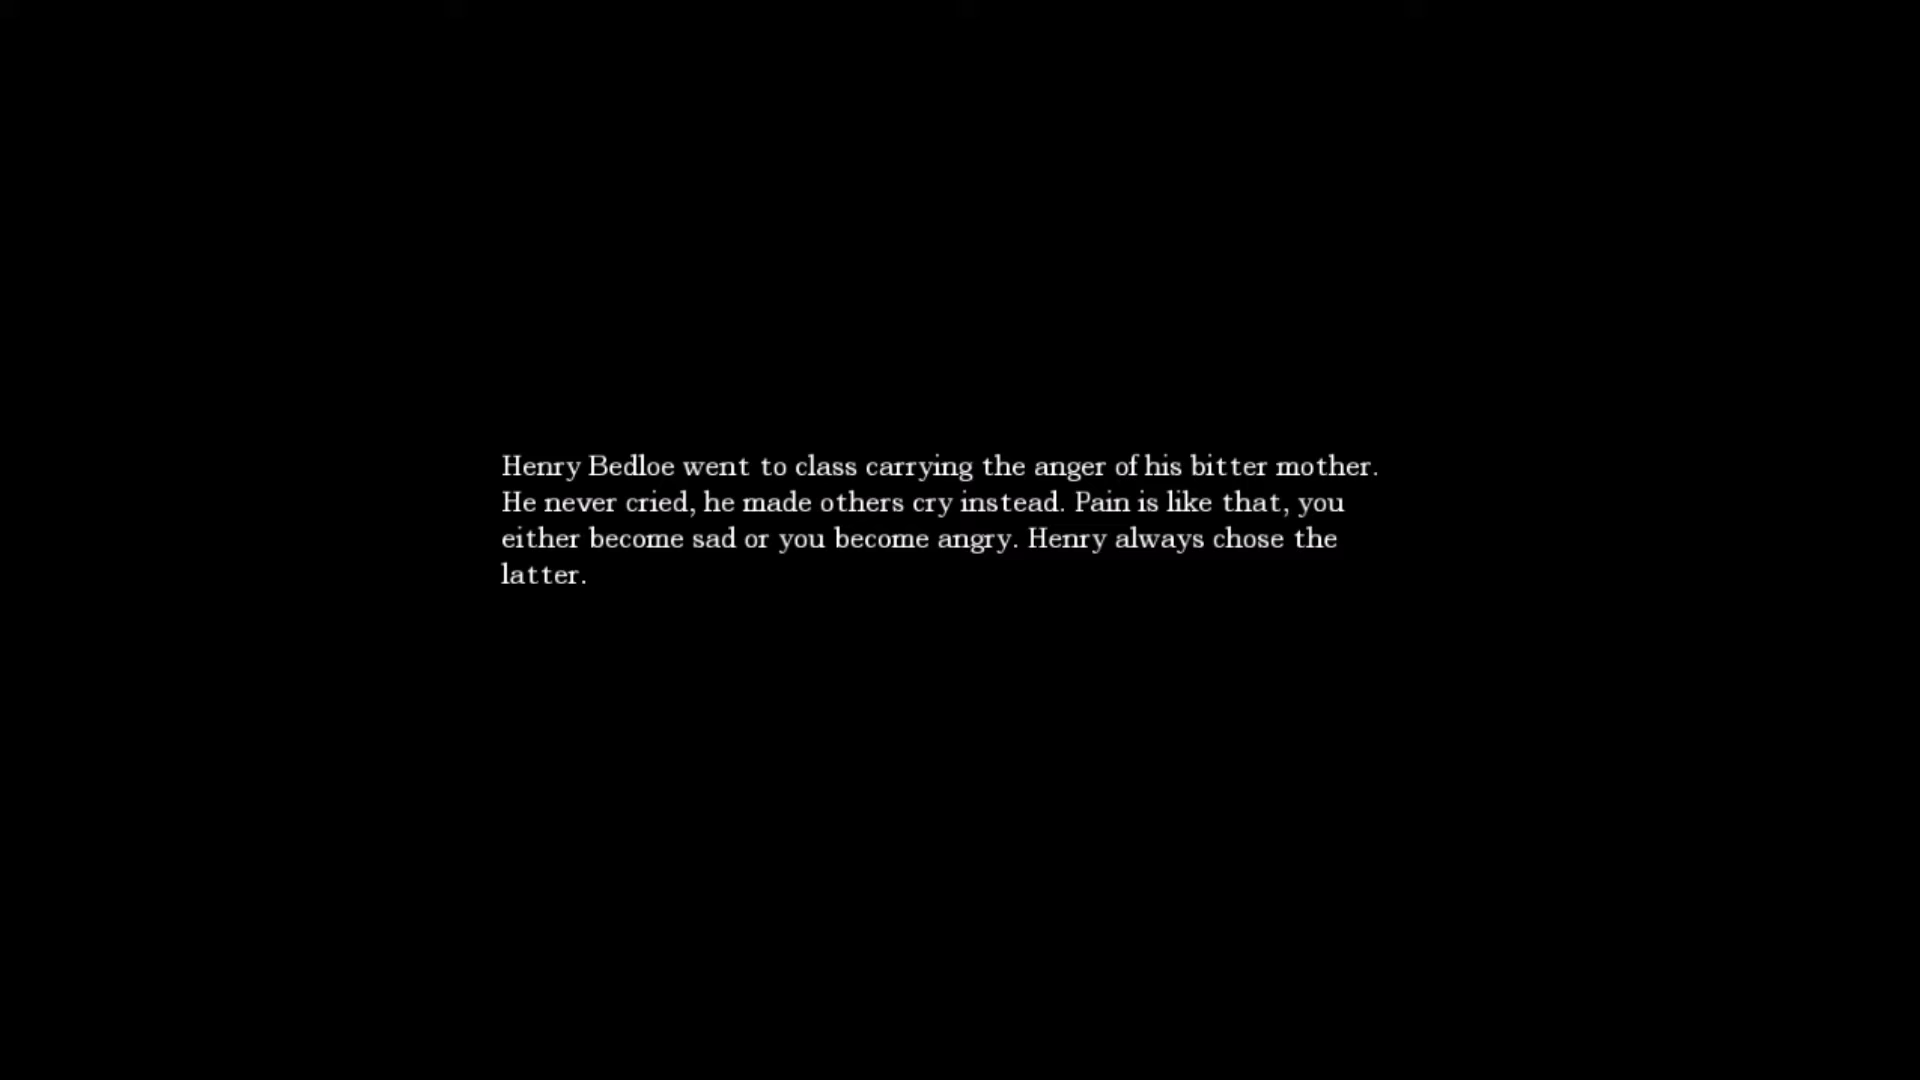 Henry Bedloe went to class carrying the anger of his bitter mother.
He never cried, he made others cry instead. Pain is like that, you
either become sad or you become angry. Henry always chose the
latter.